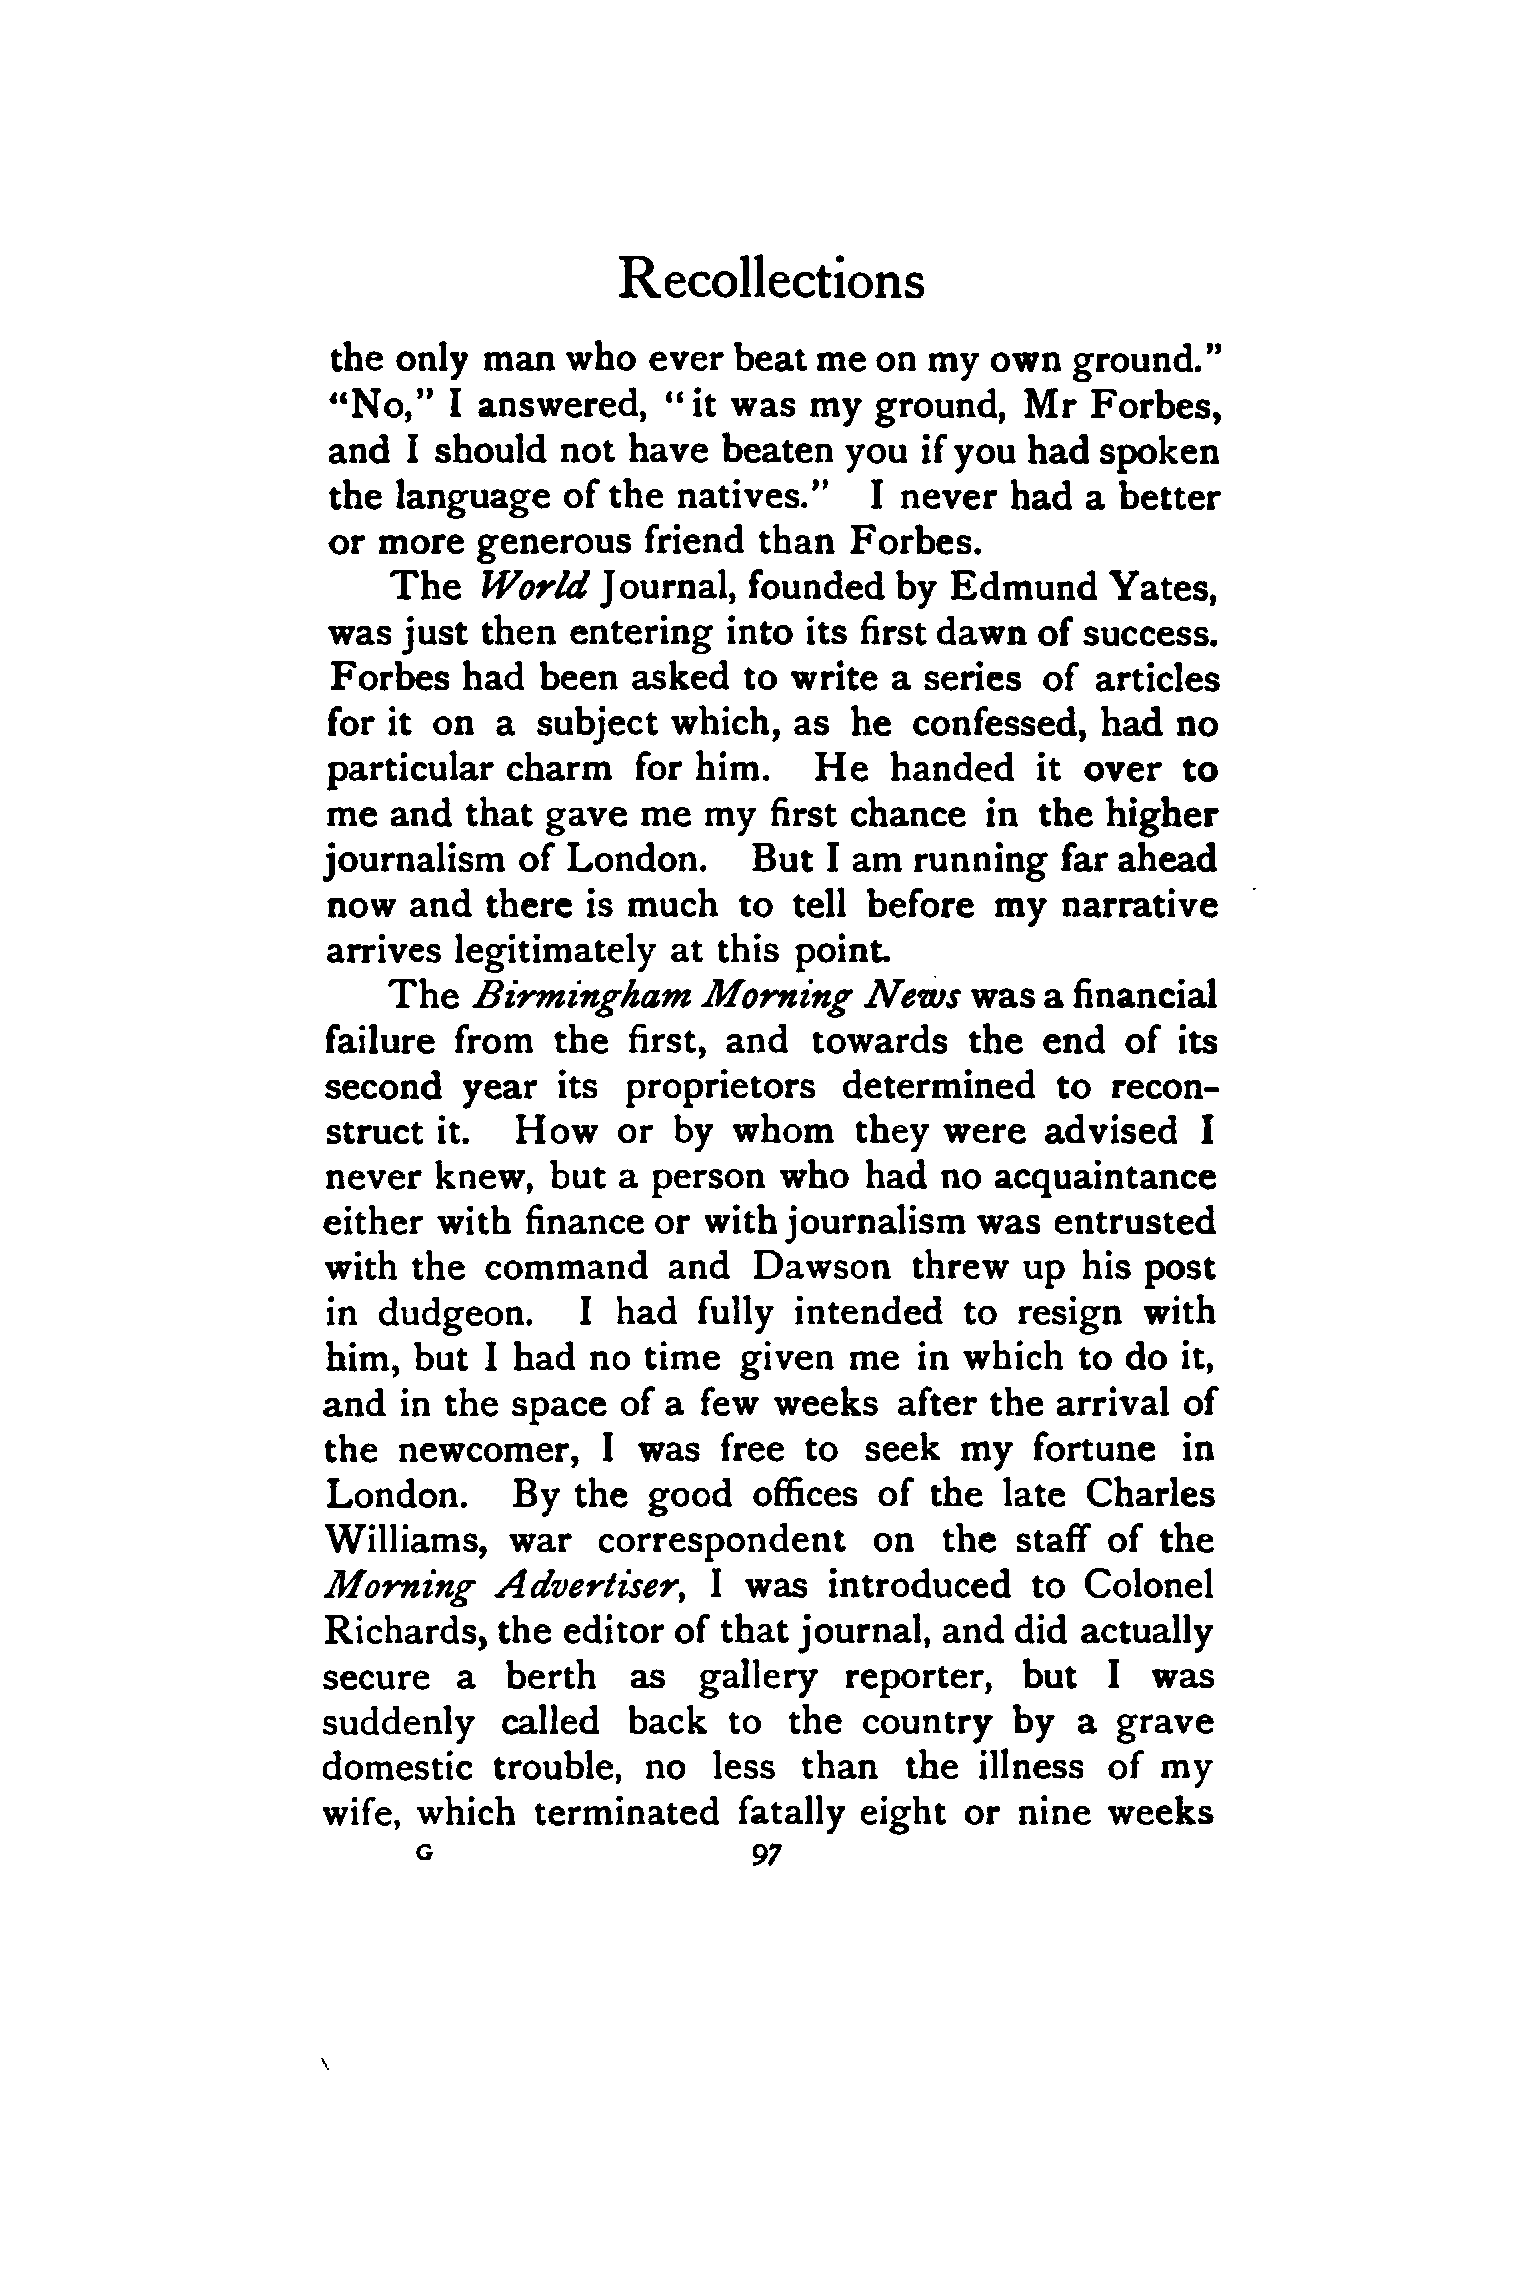 Recollections
the only man who ever beat me on my own ground."
"No," I answered, "it was my ground, Mr Forbes,
and I should not have beaten you if you had spoken
the language of the natives." I never had a better
or more generous friend than Forbes.
The World Journal, founded by Edmund Yates,
was just then entering into its first dawn of success.
Forbes had been asked to write a series of articles
for it on a subject which, as he confessed, had no
particular charm for him. He handed it over to
me and that gave me my first chance in the higher
journalism of London. But I am running far ahead
now and there is much to tell before my narrative
arrives legitimately at this point.
The Birmingham Morning News was a financial
failure from the first, and towards the end of its
second year its proprietors determined to recon-
struct it. How or by whom they were advised I
never knew, but a person who had no acquaintance
either with finance or with journalism was entrusted
with the command and Dawson threw up his post
in dudgeon. I had fully intended to resign with
him, but I had no time given me in which to do it,
and in the space of a few weeks after the arrival of
the newcomer, I was free to seek my fortune in
London. By the good offices of the late Charles
Williams, war correspondent on the staff of the
Morning Advertiser, I was introduced to Colonel
Richards, the editor of that journal, and did actually
secure a berth as gallery reporter, but I was
suddenly called back to the country by a grave
domestic trouble, no less than the illness of my
wife, which terminated fatally eight or nine weeks
G 97